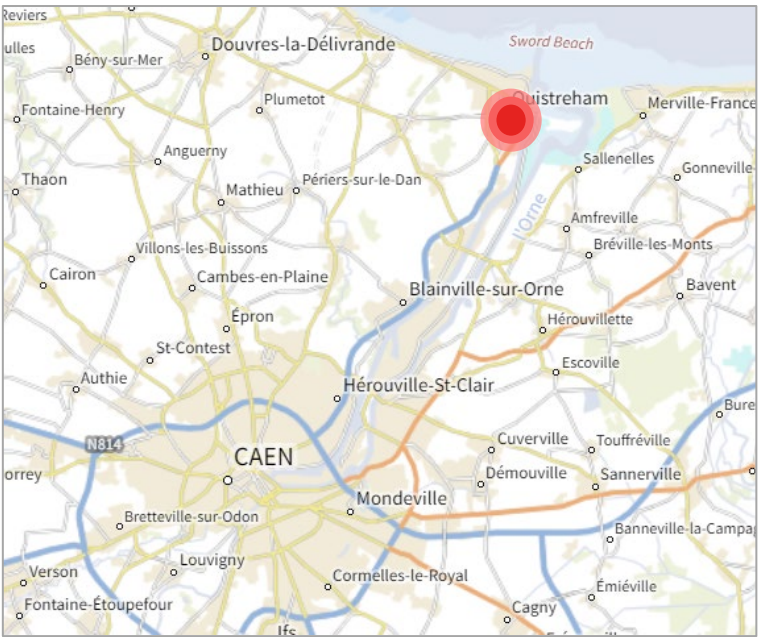 Reviers
Douvres-la-Délivrande
Sword Beach
ulles
Bény-sur-Mer
Plumetot
Ouistreham
Merville-France
Fontaine-Henry
Anguerny
Sallenelles
Gonneville-
Thaon
Mathieu
Périers-sur-le-Dan
l'Orne
Amfreville
Villons-les-Buissons
Bréville-les-Monts
Cairon
Cambes-en-Plaine
Blainville-sur-Orne
Bavent
Épron
Hérouvillette
St-Contest
Escoville
Authie
Hérouville-St-Clair
Bure
N814
Cuverville
Touffréville
CAEN
orrey
Démouville
Sannerville
Mondeville
Bretteville-sur-Odon
Banneville-la-Campa
Louvigny
Verson
Cormelles-le-Royal
Émiéville
Fontaine-Étoupefour
Cagny
Ifs